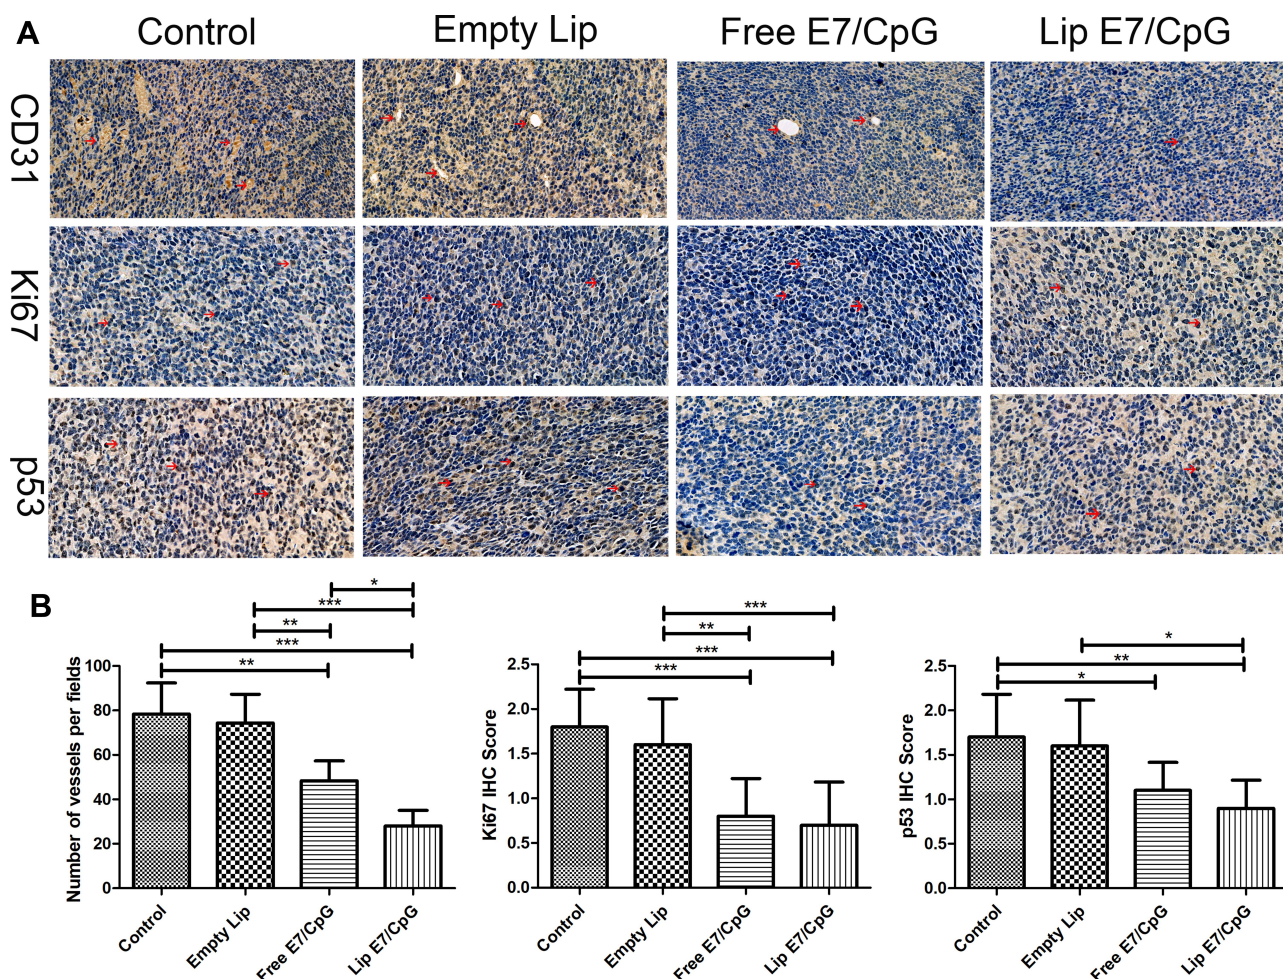 A
Control
Empty Lip
Free E7/CpG
Lip E7/CpG
CD31
Ki67
p53
B
*
***
**
***
**
100
80
60
40
20
0
Number of vessels per fields
Control
Empty Lip
Free E7/CpG
Lip E7/CpG
***
**
***
***
2.5
2.0
1.5
1.0
0.5
0.0
Ki67 IHC Score
Control
Empty Lip
Free E7/CpG
Lip E7/CpG
*
**
*
2.5
2.0
1.5
1.0
0.5
0.0
p53 IHC Score
Control
Empty Lip
Free E7/CpG
Lip E7/CpG